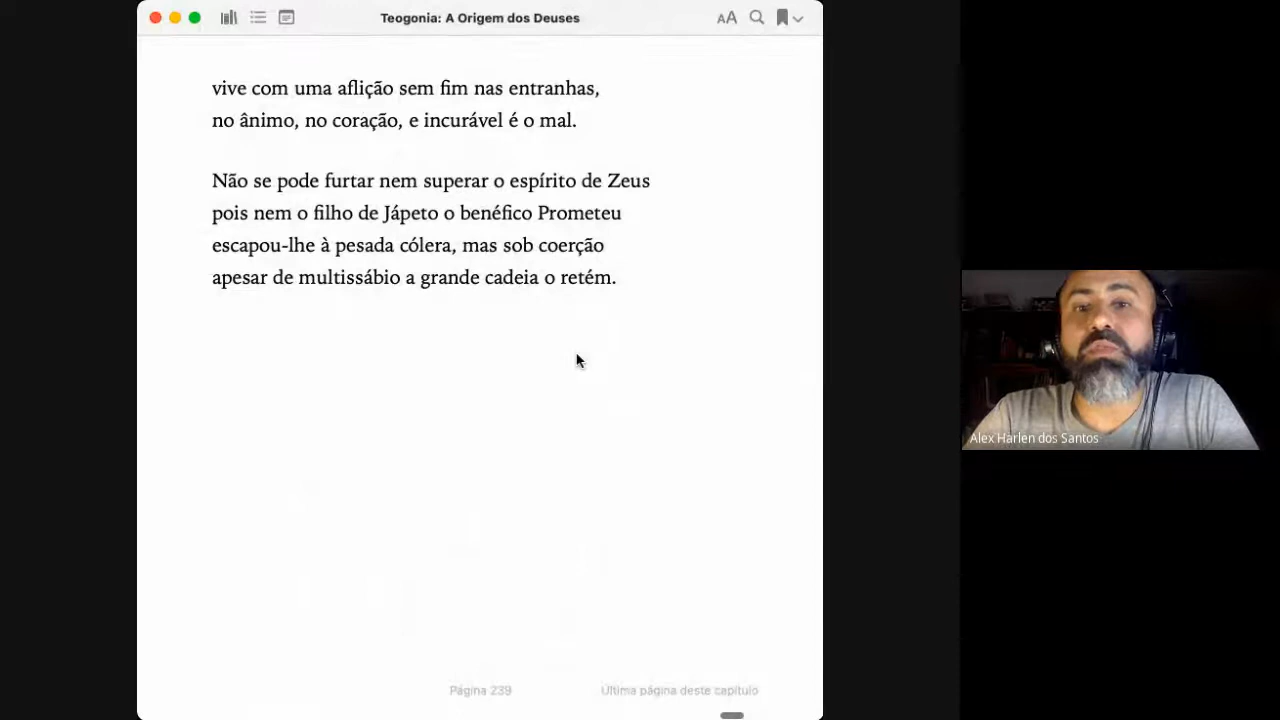 Teogonia: A Origem dos Deuses
AA
vive com uma aflição sem fim nas entranhas,
no ânimo, no coração, e incurável é o mal.
Não se pode furtar nem superar o espírito de Zeus
pois nem o filho de Jápeto o benéfico Prometeu
escapou-lhe à pesada cólera, mas sob coerção
apesar de multissábio a grande cadeia o retém.
Alex Harlen dos Santos
Página 239
Última página deste capítulo